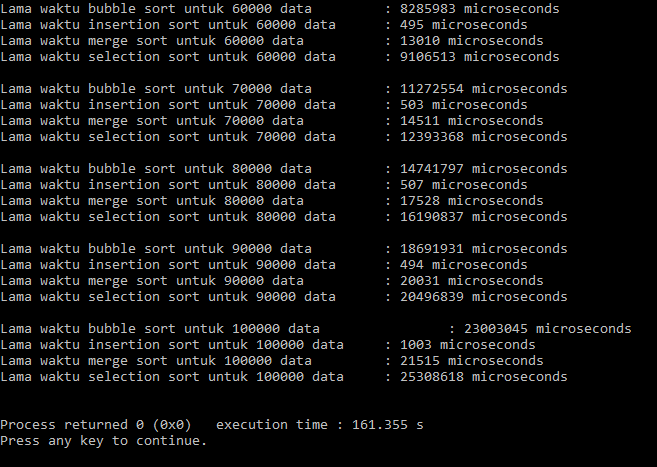 Lama waktu bubble sort untuk 60000 data : 8285983 microseconds
Lama waktu insertion sort untuk 60000 data : 495 microseconds
Lama waktu merge sort untuk 60000 data : 13010 microseconds
Lama waktu selection sort untuk 60000 data : 9106513 microseconds
Lama waktu bubble sort untuk 70000 data : 11272554 microseconds
Lama waktu insertion sort untuk 70000 data : 503 microseconds
Lama waktu merge sort untuk 70000 data : 14511 microseconds
Lama waktu selection sort untuk 70000 data : 12393368 microseconds
Lama waktu bubble sort untuk 80000 data : 14741797 microseconds
Lama waktu insertion sort untuk 80000 data : 507 microseconds
Lama waktu merge sort untuk 80000 data : 17528 microseconds
Lama waktu selection sort untuk 80000 data : 16190837 microseconds
Lama waktu bubble sort untuk 90000 data : 18691931 microseconds
Lama waktu insertion sort untuk 90000 data : 494 microseconds
Lama waktu merge sort untuk 90000 data : 20031 microseconds
Lama waktu selection sort untuk 90000 data : 20496839 microseconds
Lama waktu bubble sort untuk 100000 data : 23003045 microseconds
Lama waktu insertion sort untuk 100000 data : 1003 microseconds
Lama waktu merge sort untuk 100000 data : 21515 microseconds
Lama waktu selection sort untuk 100000 data : 25308618 microseconds
Process returned 0 (0x0) execution time : 161.355 s
Press any key to continue.